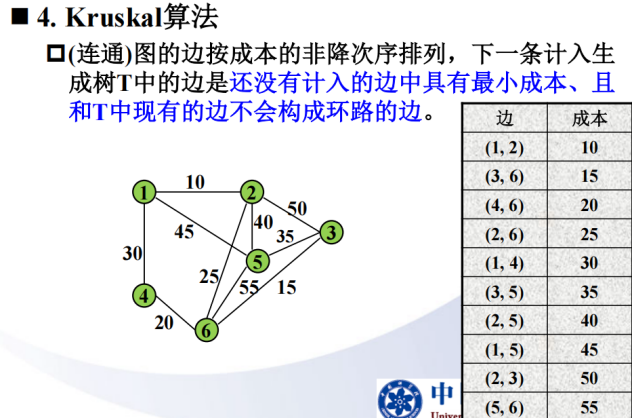 4. Kruskal算法
(连通)图的边按成本的非降次序排列，下一条计入生
成树T中的边是还没有计入的边中具有最小成本、且
和T中现有的边不会构成环路的边。
边 成本
(1, 2) 10
(3, 6) 15
(4, 6) 20
(2, 6) 25
(1, 4) 30
(3, 5) 35
(2, 5) 40
(1, 5) 45
(2, 3) 50
(5, 6) 55
10
1 2
50
45 40 35 3
30 5
25 55 15
4
20 6
中